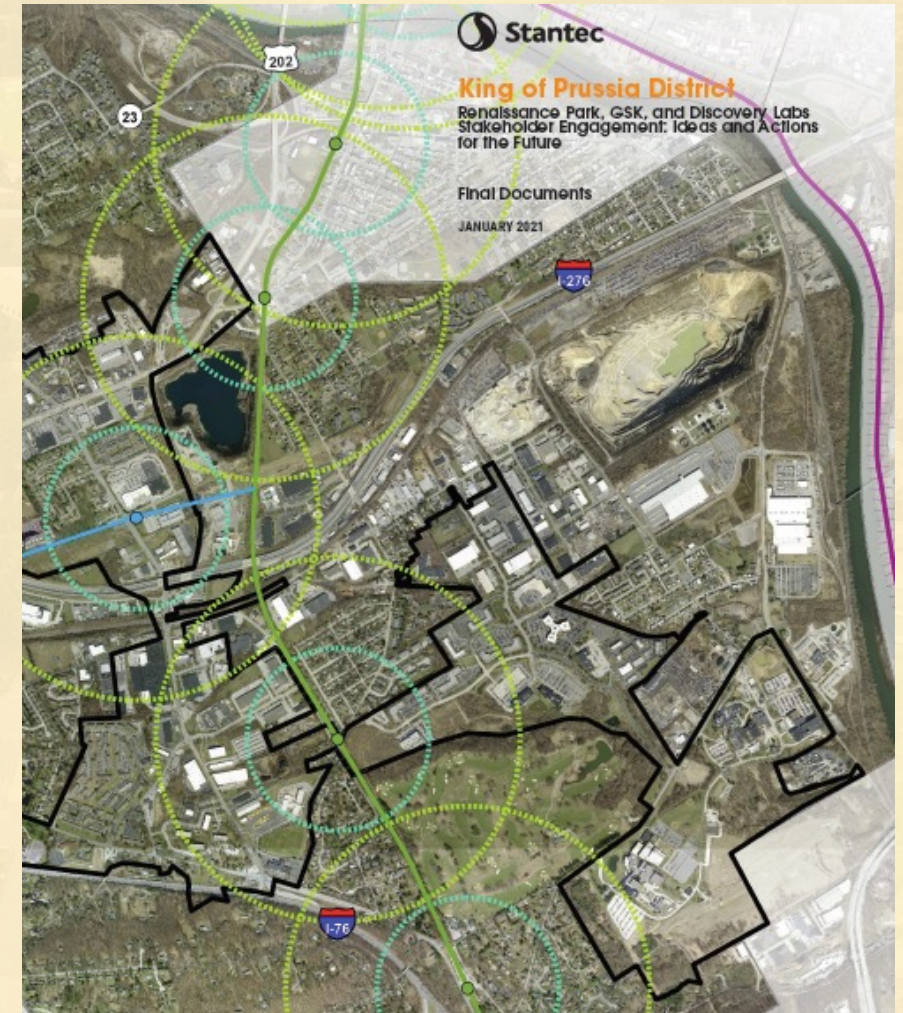 Stantec
202
King of Prussia District
23
Renaissance Park, GSK, and Discovery Labs
Stakeholder Engagement: Ideas and Actions
for the Future
Final Documents
JANUARY 2021
I-276
I-76